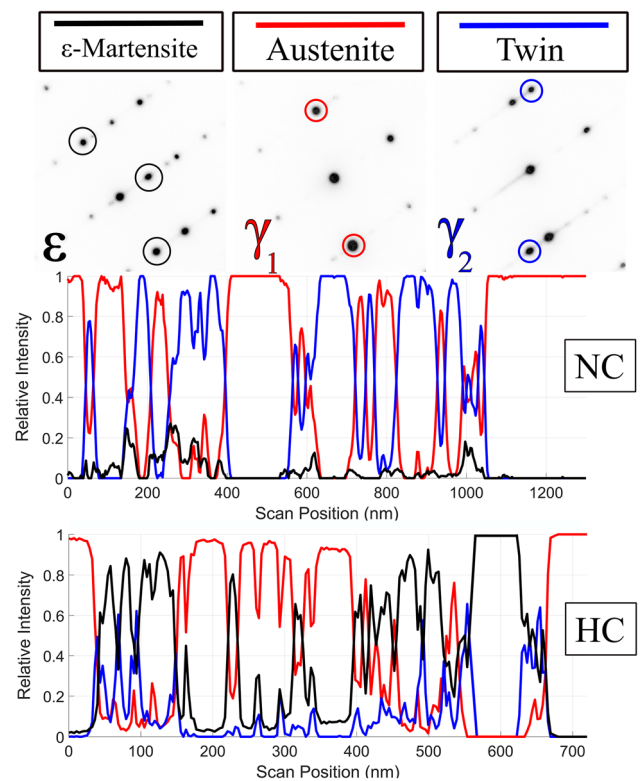 ε-Martensite
Austenite
Twin
ε
γ1
γ2
1
0.8
0.6
0.4
0.2
0
Relative Intensity
NC
0 200 400 600 800 1000 1200
Scan Position (nm)
1
0.8
0.6
0.4
0.2
0
Relative Intensity
HC
0 100 200 300 400 500 600 700
Scan Position (nm)